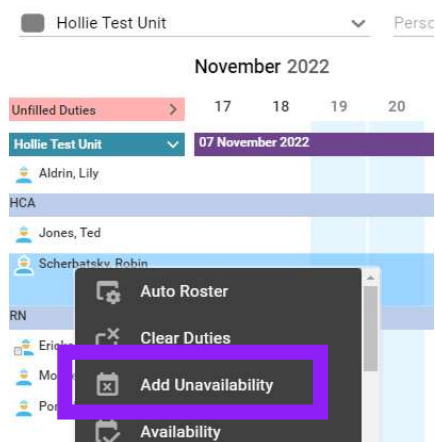 Hollie Test Unit
Perso
November 2022
Unfilled Duties 17 18 19 20
Hollie Test Unit 07 November 2022
Aldrin, Lily
HCA
Jones, Ted
Scherbatsky, Robin
Auto Roster
RN
Clear Duties
Add Unavailability
Availability